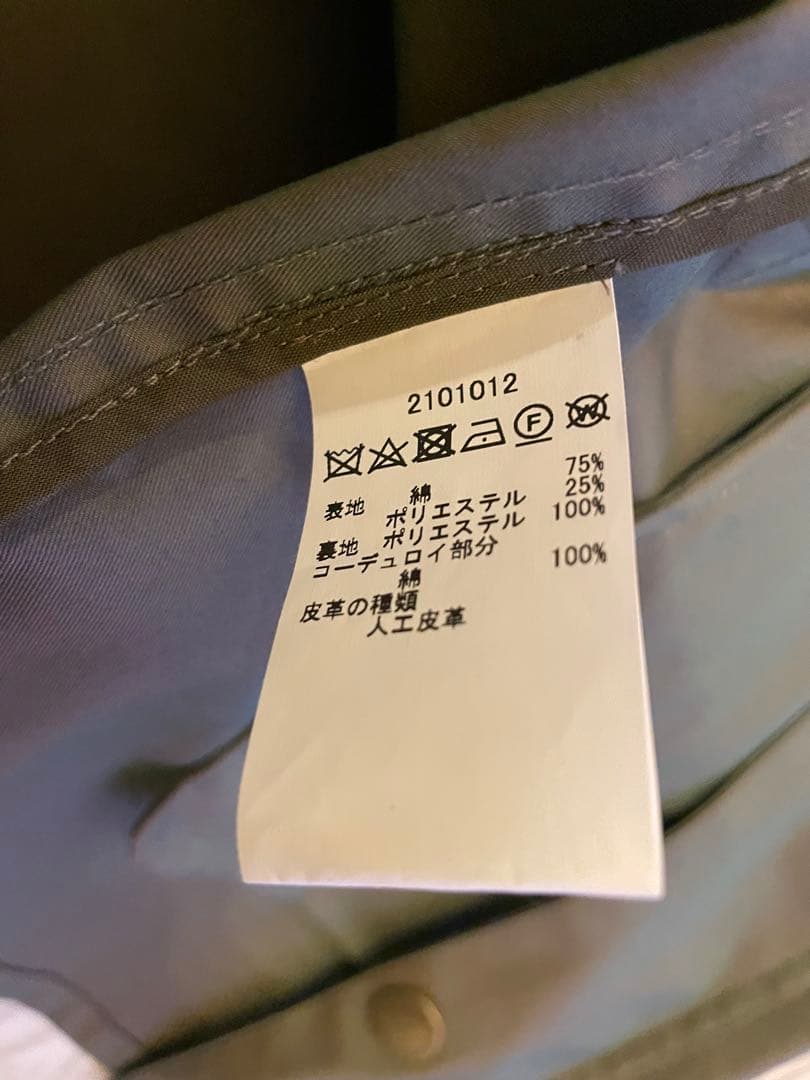 2101012
F W
表地 綿 75%
ポリエステル 25%
裏地 ポリエステル 100%
コーデュロイ部分
綿 100%
皮革の種類
人工皮革